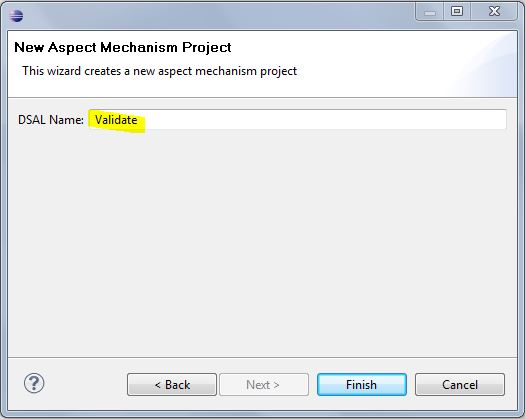 New Aspect Mechanism Project
This wizard creates a new aspect mechanism project
DSAL Name: Validate
< Back Next > Finish Cancel